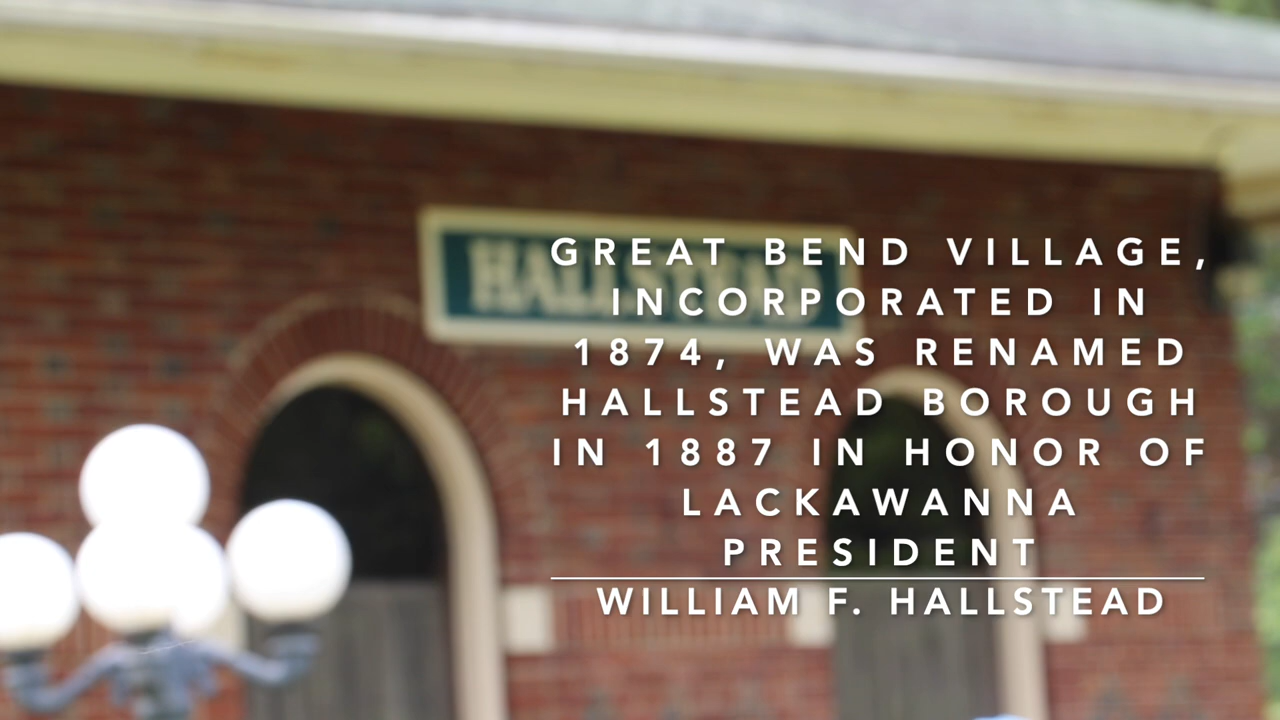 HALLSTEAD
GREAT BEND VILLAGE,
INCORPORATED IN
1874, WAS RENAMED
HALLSTEAD BOROUGH
IN 1887 IN HONOR OF
LACKAWANNA
PRESIDENT
WILLIAM F. HALLSTEAD